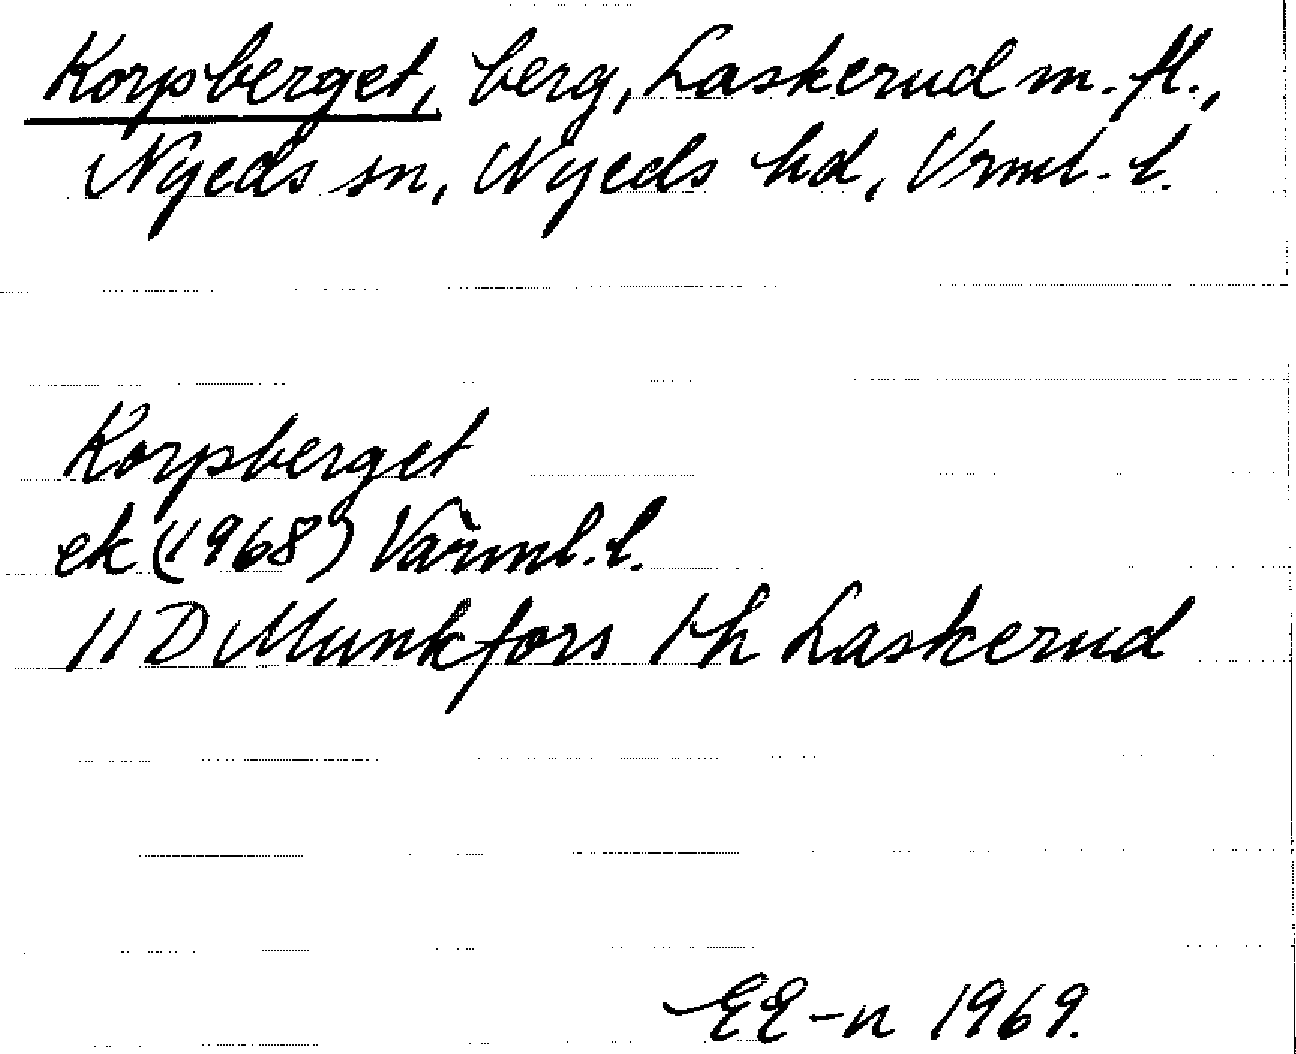 Korpberget, berg, Laskerud m. fl.,
Nyeds sn, Nyeds hd, Vrml. l.
Korpberget
ek (1968) Värml. l.
11 D Munkfors 1 h Laskerud
EE-n 1969.